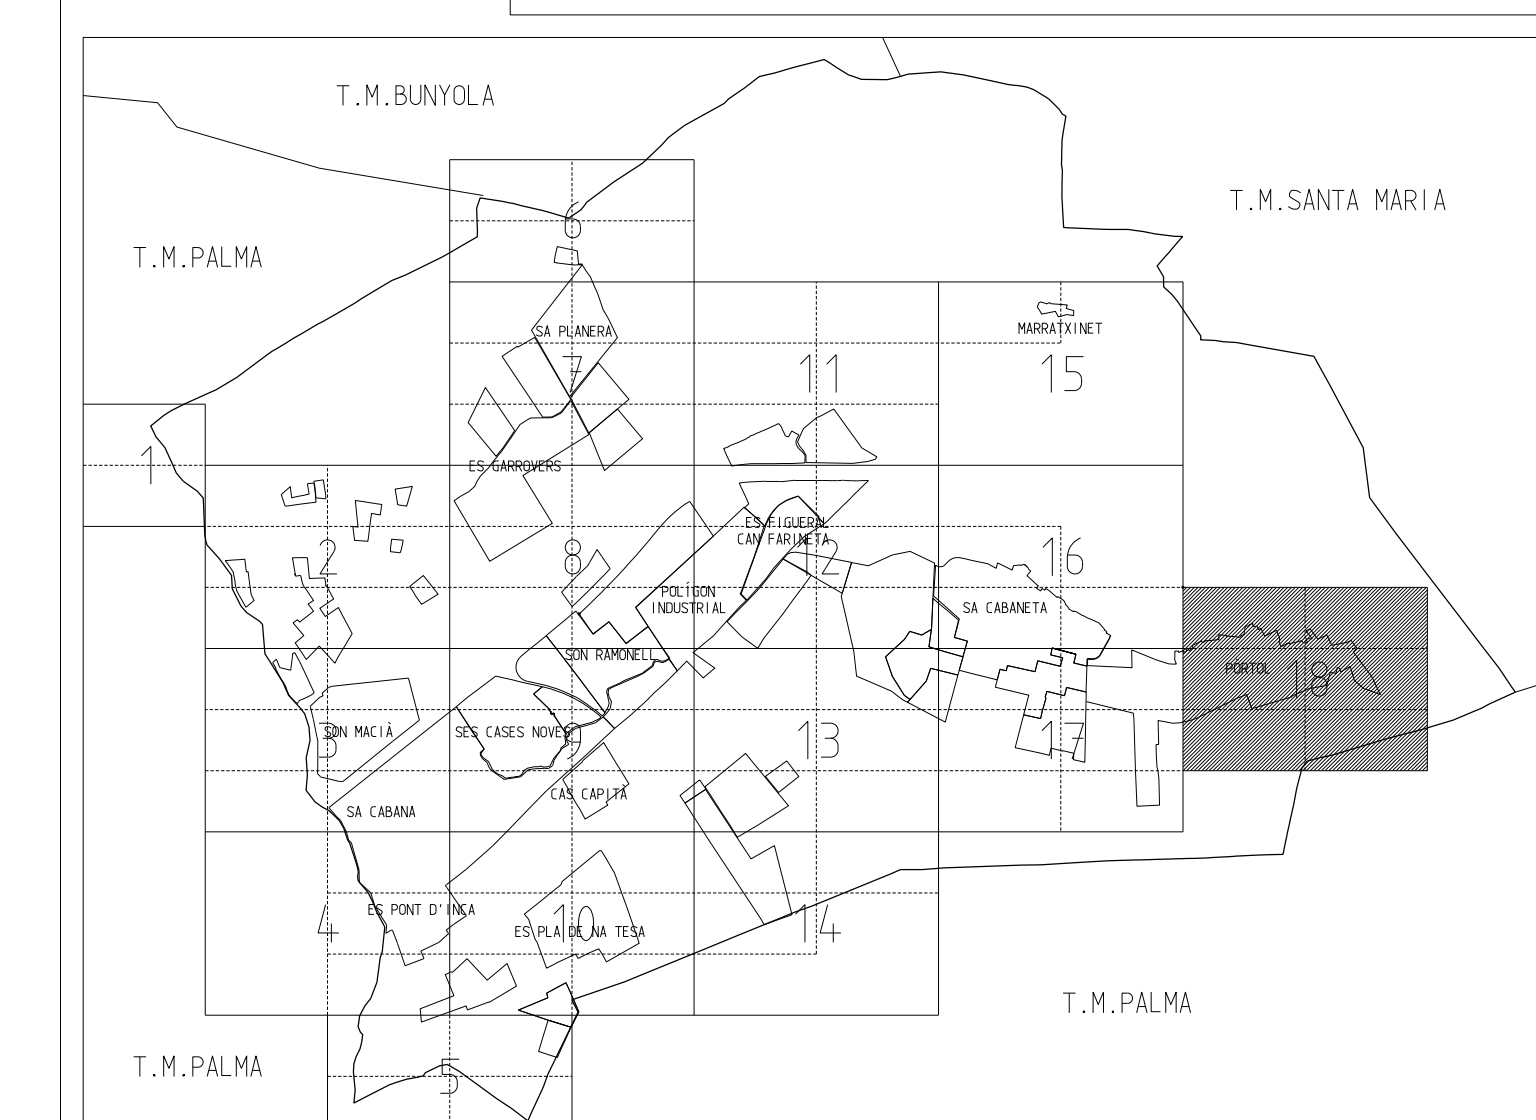 T.M.BUNYOLA
T.M.SANTA MARIA
T.M.PALMA
6
SA PLANERA
MARRATXINET
7
11
15
1
ES GARROVERS
ES FIGUERAL
CAN FARINETA
2
8
12
16
POLÍGON
INDUSTRIAL
SA CABANETA
SON RAMONELL
PORTOL
18
SON MACIÀ
3
SES CASES NOVES
9
13
17
CAS CAPITÀ
SA CABANA
ES PONT D'INCA
4
10
ES PLA DE NA TESA
14
T.M.PALMA
T.M.PALMA
5